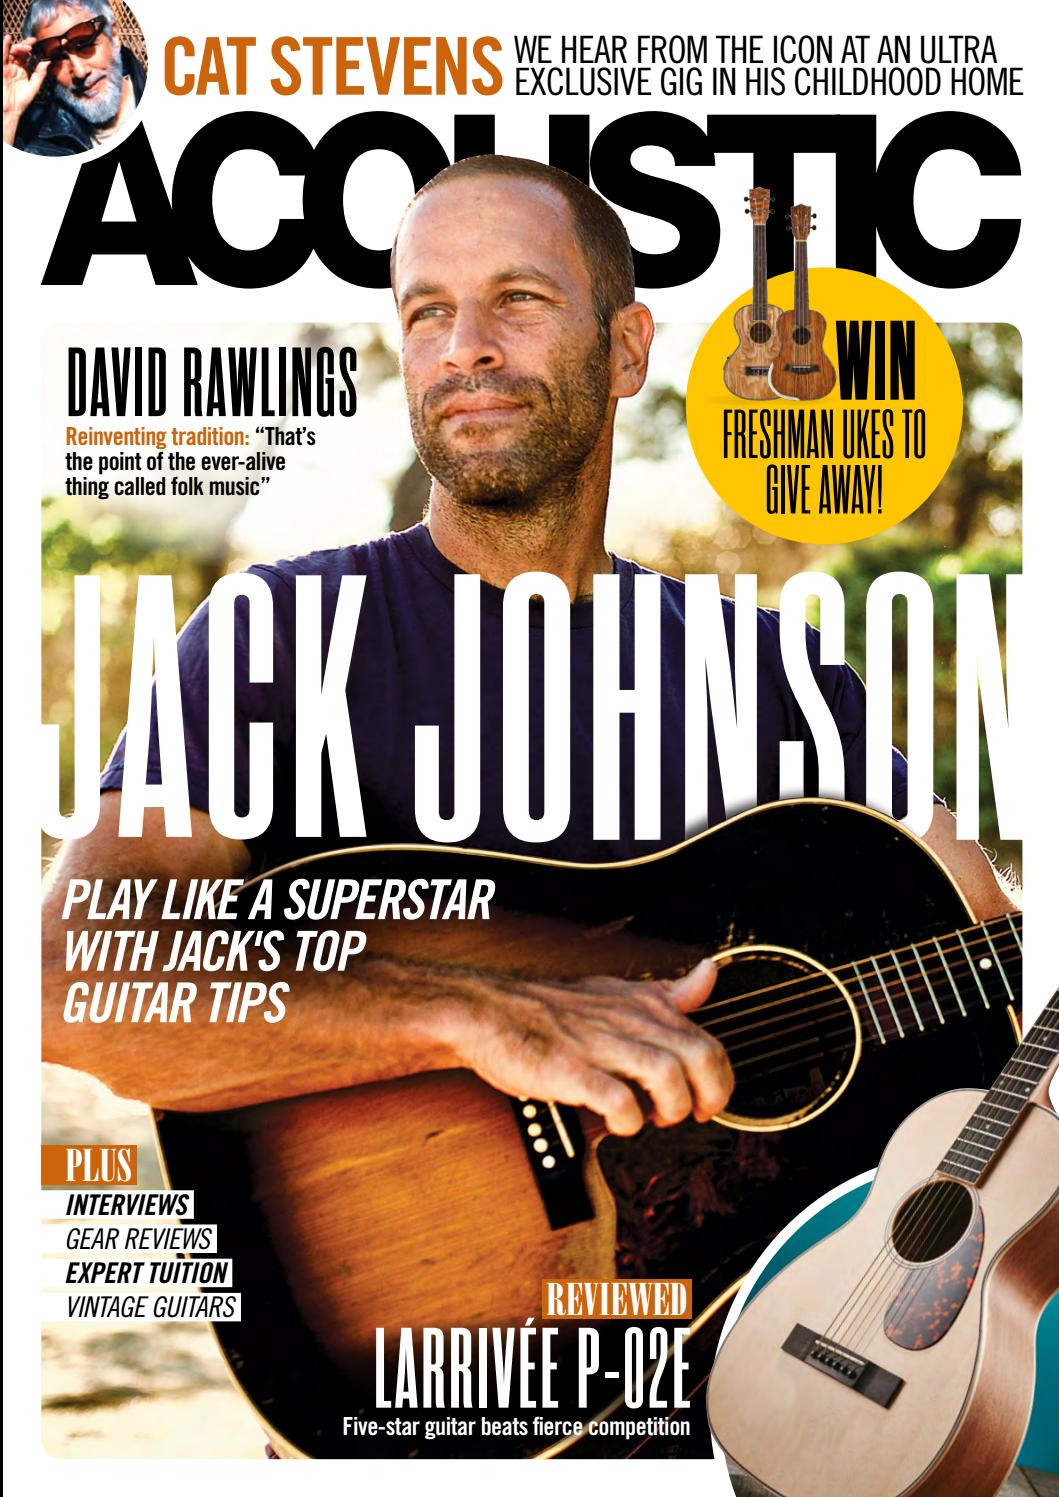 CAT STEVENS
WE HEAR FROM THE ICON AT AN ULTRA
EXCLUSIVE GIG IN HIS CHILDHOOD HOME
ACOUSTIC
DAVID RAWLINGS
Reinventing tradition: “That’s
the point of the ever-alive
thing called folk music”
WIN
FRESHMAN UKES TO
GIVE AWAY!
JACK JOHNSON
PLAY LIKE A SUPERSTAR
WITH JACK'S TOP
GUITAR TIPS
PLUS
INTERVIEWS
GEAR REVIEWS
EXPERT TUITION
VINTAGE GUITARS
REVIEWED
LARRIVÉE P-02E
Five-star guitar beats fierce competition